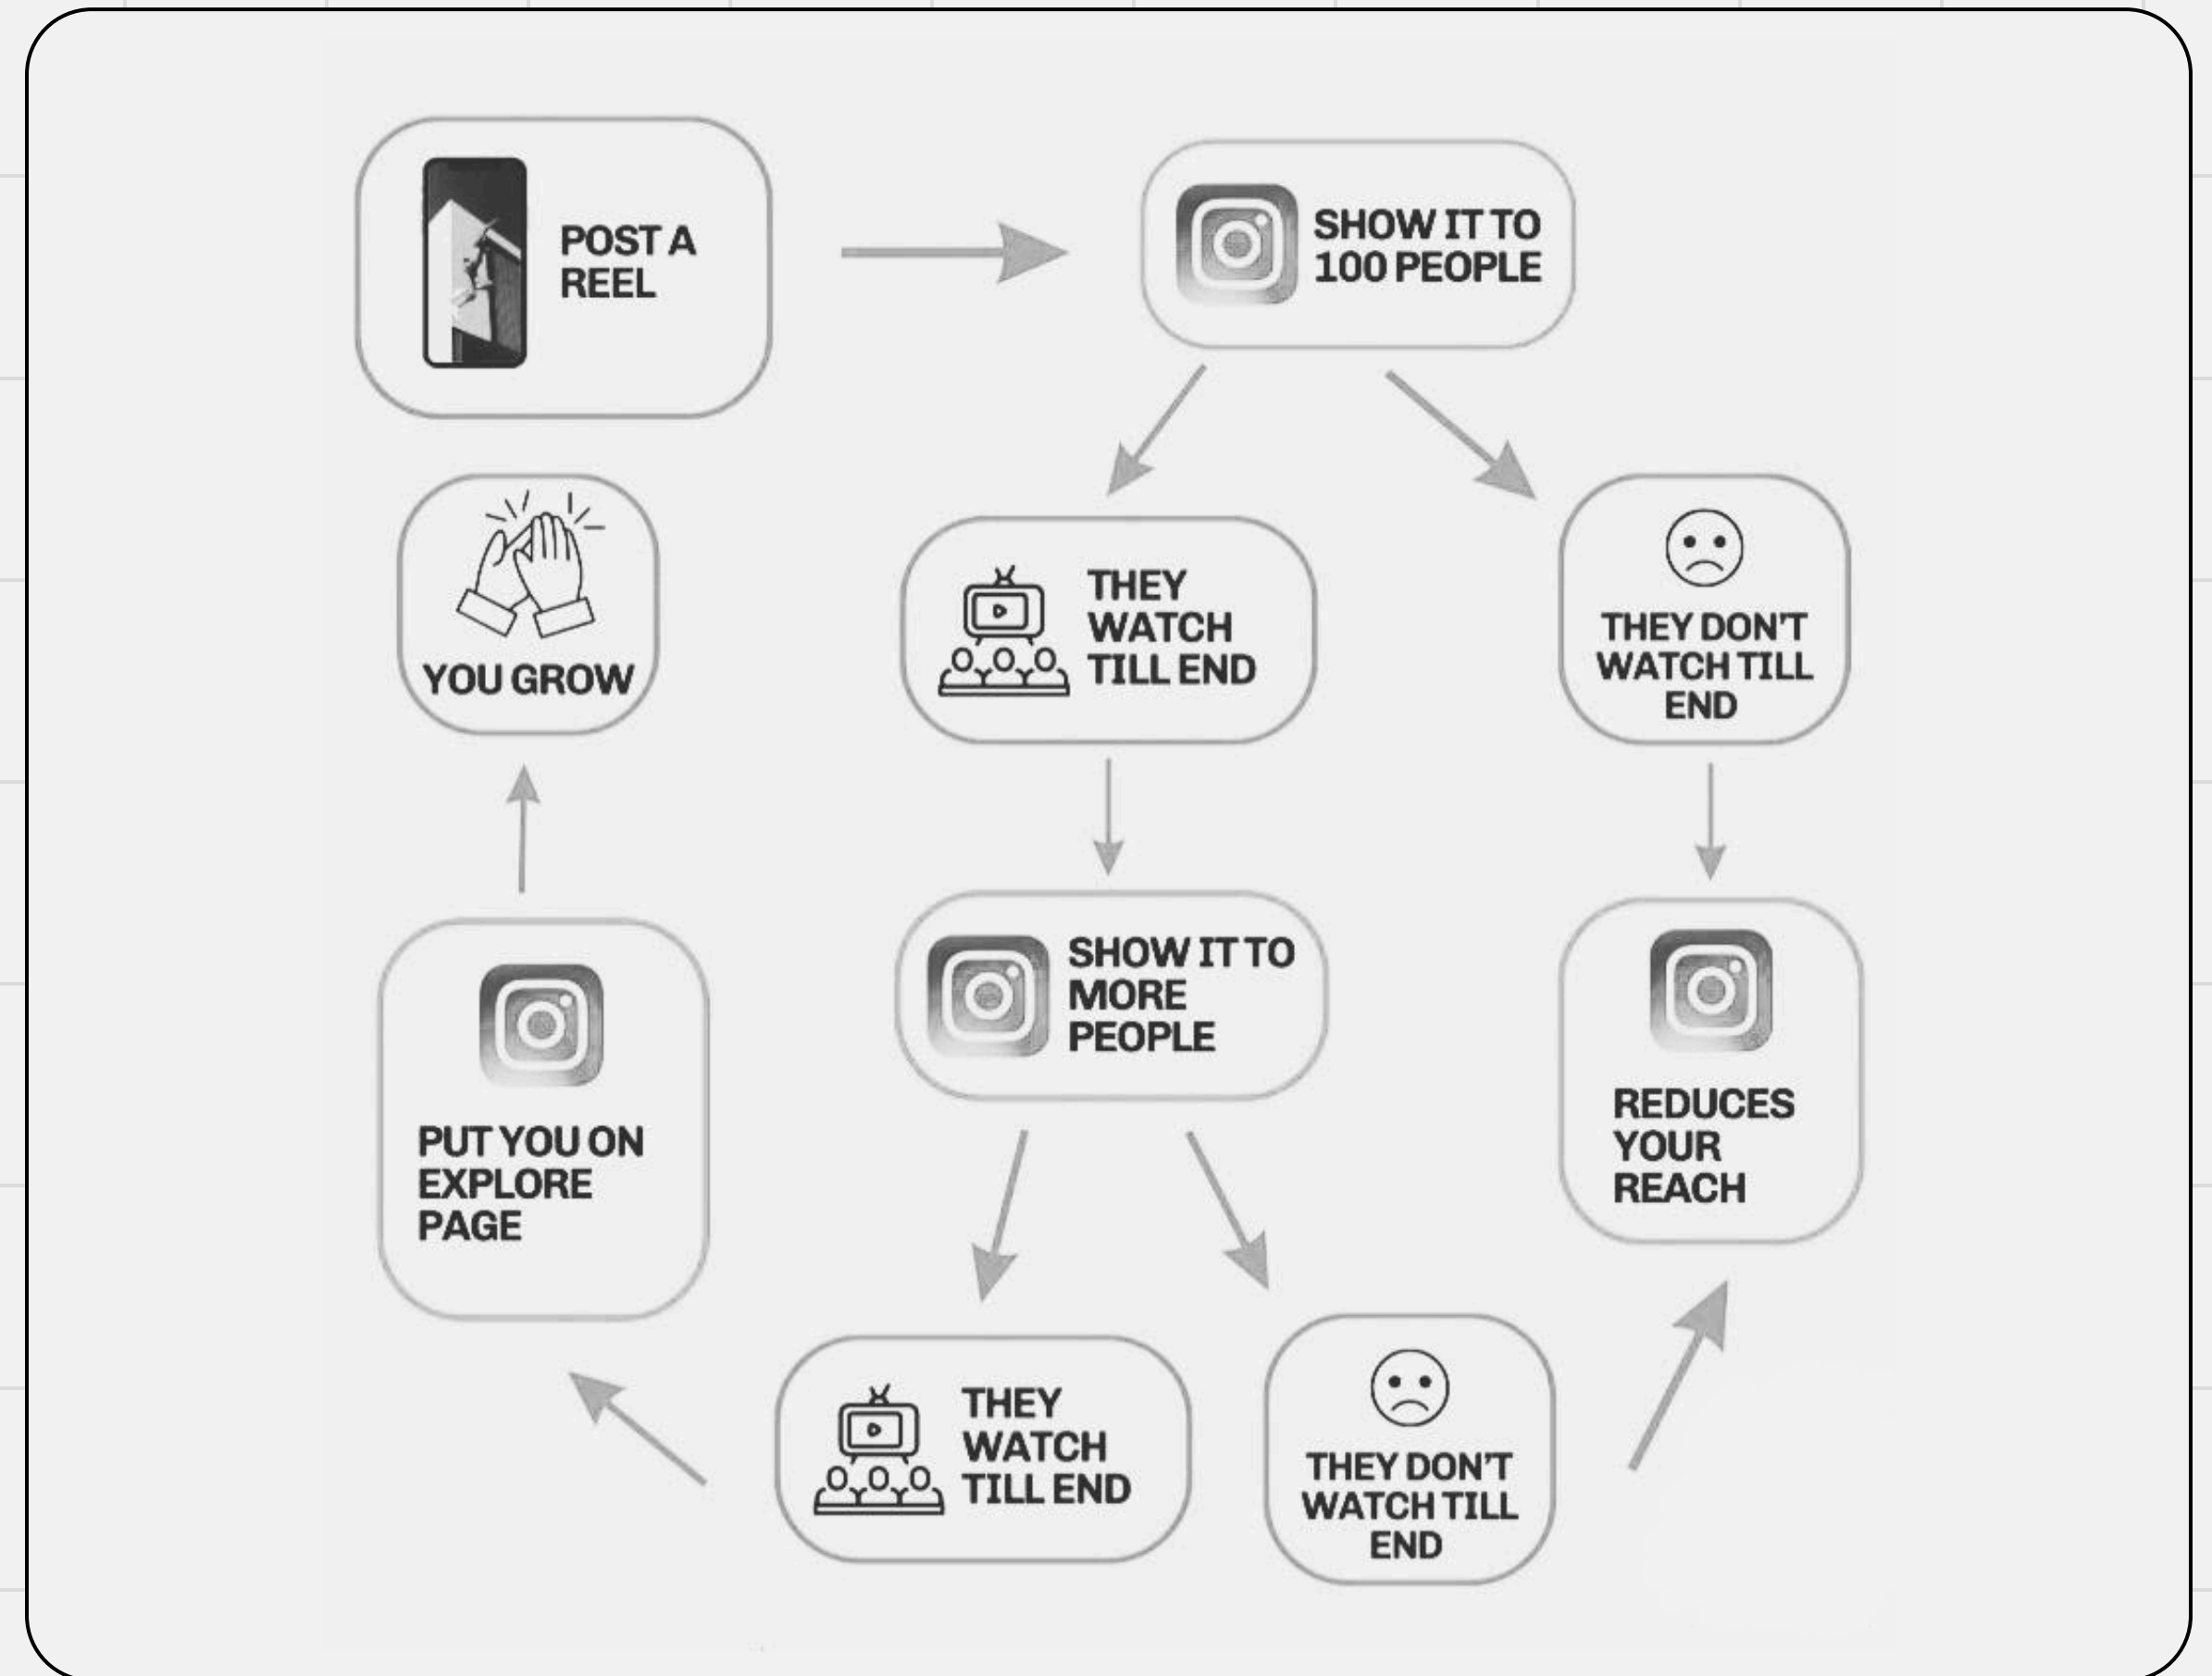 POST A
REEL
SHOW IT TO
100 PEOPLE
YOU GROW
THEY
WATCH
TILL END
THEY DON'T
WATCH TILL
END
PUT YOU ON
EXPLORE
PAGE
SHOW IT TO
MORE
PEOPLE
REDUCES
YOUR
REACH
THEY
WATCH
TILL END
THEY DON'T
WATCH TILL
END